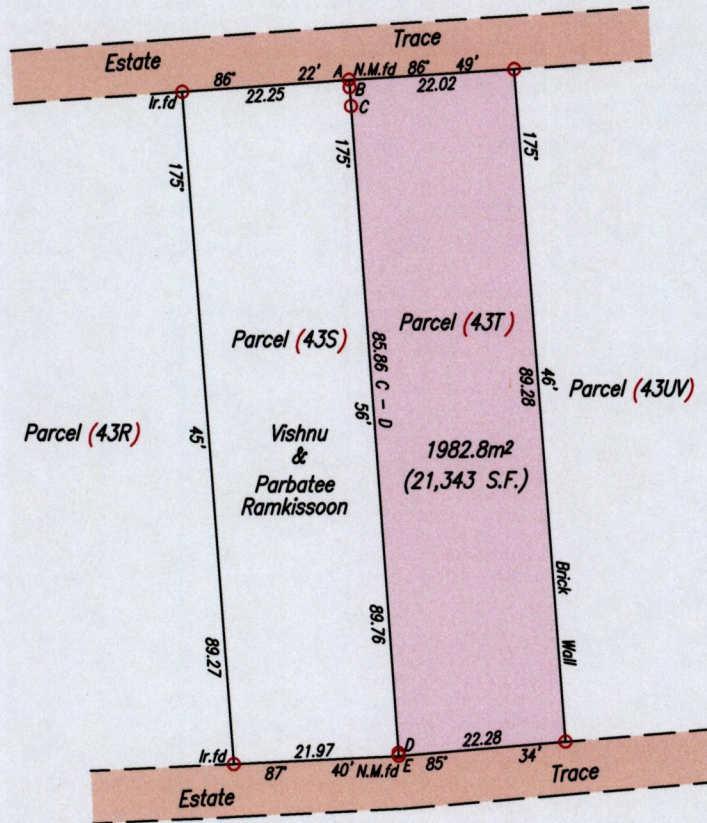 Estate Trace
86° 22' A N.M.fd 86° 49'
Ir.fd 22.25 B 22.02
C
175° 175° 175°
Parcel (43S) Parcel (43T)
85.86 C - D
46'
89.28
Parcel (43UV)
Parcel (43R) 45' 56'
Vishnu
&
Parbatee
Ramkissoon
1982.8m²
(21,343 S.F.)
Brick Wall
89.27 89.76
Ir.fd 21.97 D 22.28
87° 40' N.M.fd E 85° 34'
Estate Trace